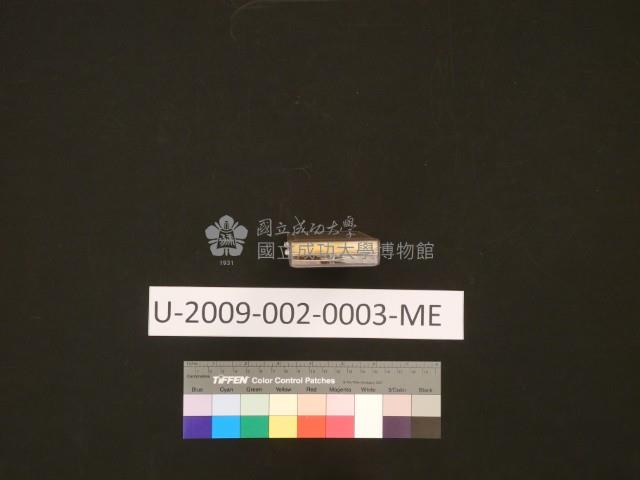 國立成功大學
國立成功大學博物館
1931
U-2009-002-0003-ME
TIFFEN Color Control Patches
Blue Cyan Green Yellow Red Magenta White 3/Color Black